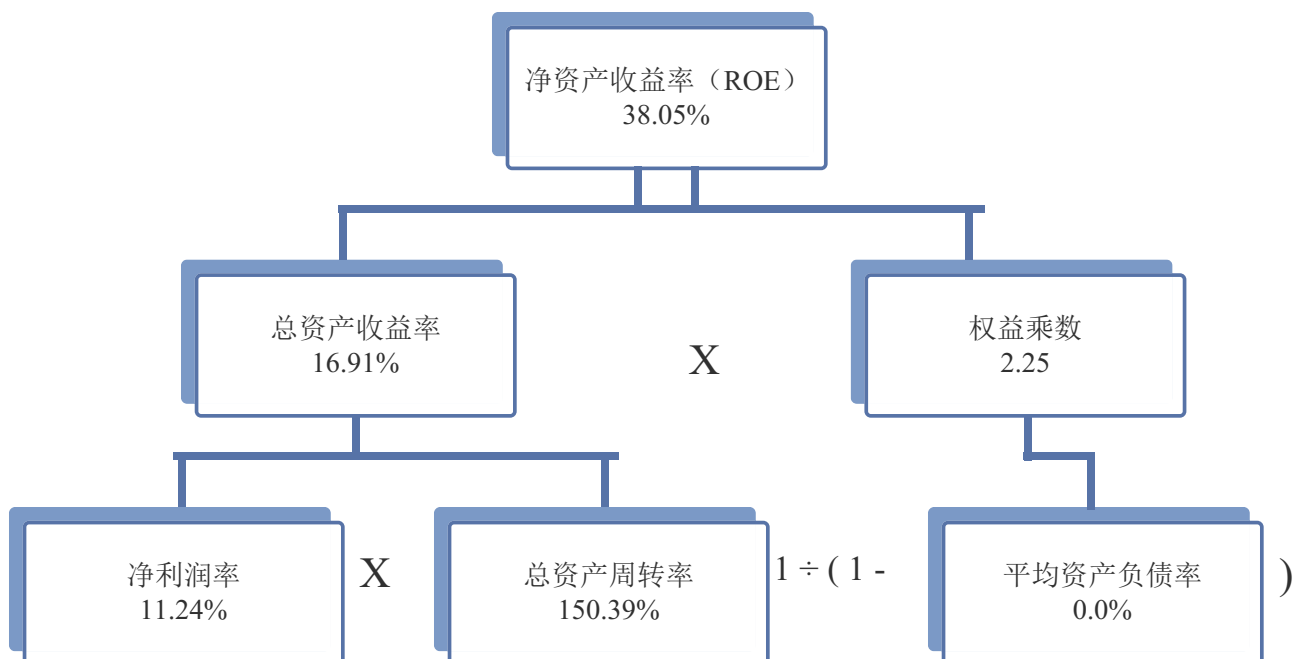 净资产收益率（ROE）
38.05%
总资产收益率
16.91%
X
权益乘数
2.25
净利润率
11.24%
X
总资产周转率
150.39%
1 ÷ ( 1 -
平均资产负债率
0.0%
)